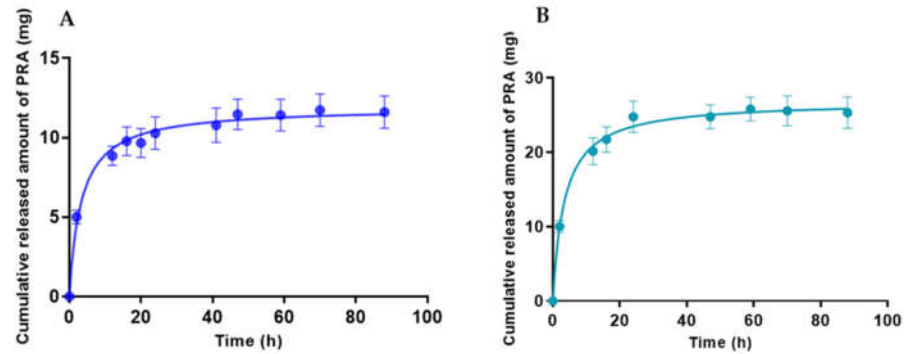 A
Cumulative released amount of PRA (mg)
15
10
5
0
0 20 40 60 80 100
Time (h)
B
Cumulative released amount of PRA (mg)
30
20
10
0
0 20 40 60 80 100
Time (h)